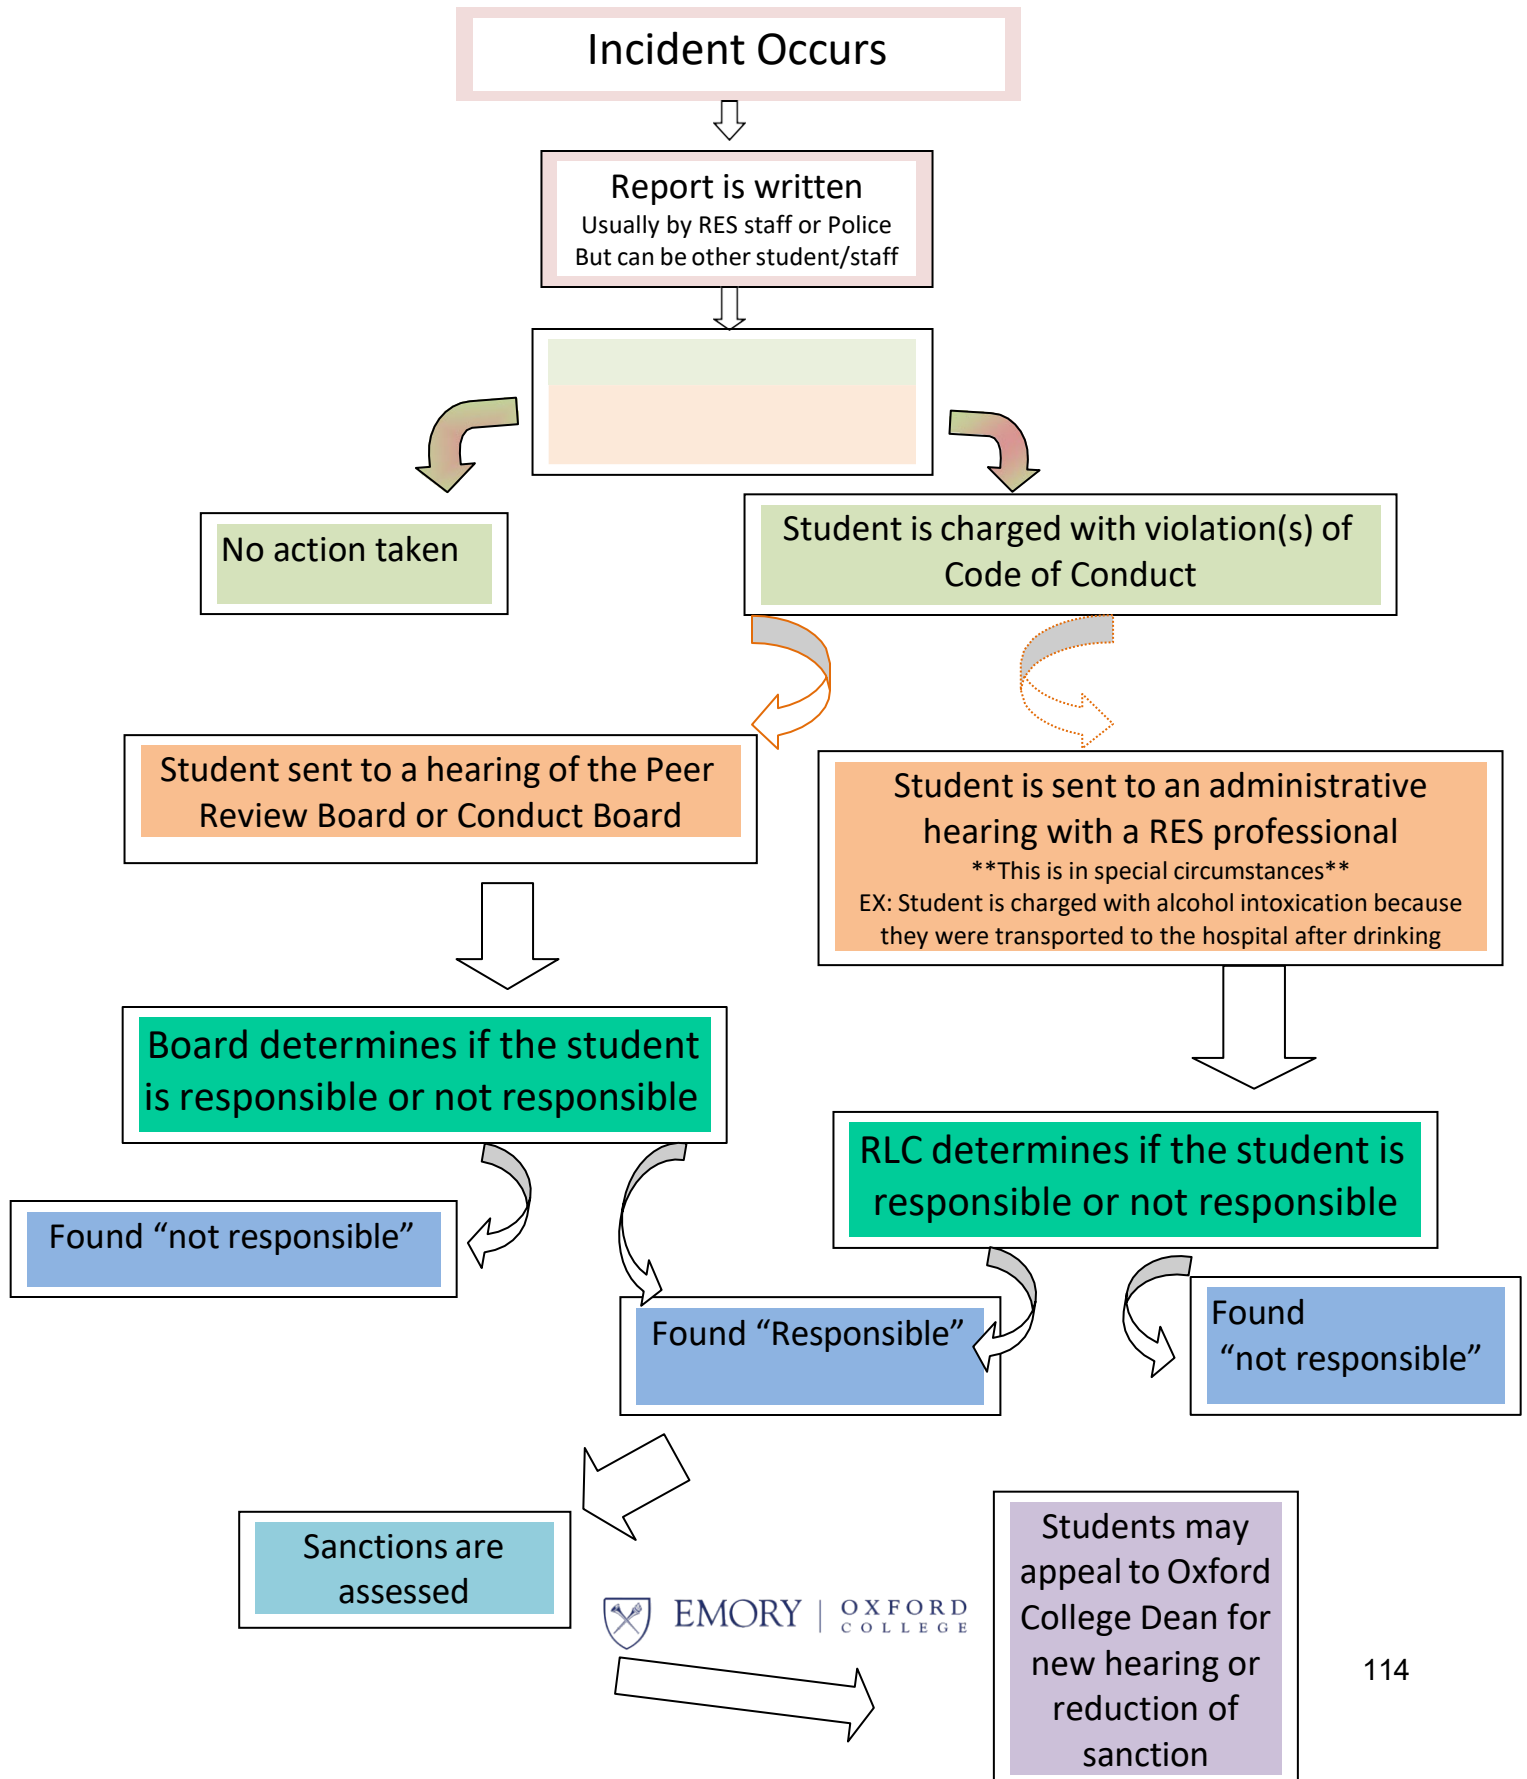 Incident Occurs
Report is written
Usually by RES staff or Police
But can be other student/staff
No action taken
Student is charged with violation(s) of
Code of Conduct
Student sent to a hearing of the Peer
Review Board or Conduct Board
Student is sent to an administrative
hearing with a RES professional
**This is in special circumstances**
EX: Student is charged with alcohol intoxication because
they were transported to the hospital after drinking
Board determines if the student
is responsible or not responsible
RLC determines if the student is
responsible or not responsible
Found “not responsible”
Found “Responsible”
Found
“not responsible”
Sanctions are
assessed
EMORY | OXFORD
COLLEGE
Students may
appeal to Oxford
College Dean for
new hearing or
reduction of
sanction
114